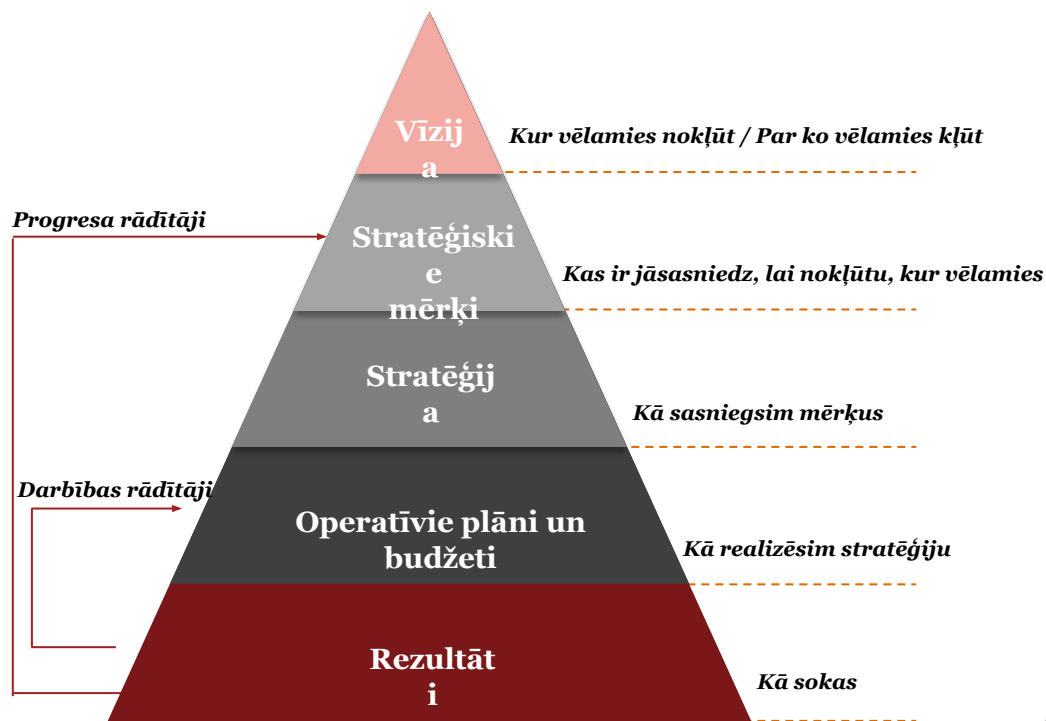 Vīzij
a
Kur vēlamies nokļūt / Par ko vēlamies kļūt
Progresa rādītāji
Stratēģiski
e
mērķi
Kas ir jāsasniedz, lai nokļūtu, kur vēlamies
Stratēģij
a
Kā sasniegsim mērķus
Darbības rādītāji
Operatīvie plāni un
budžeti
Kā realizēsim stratēģiju
Rezultāt
i
Kā sokas